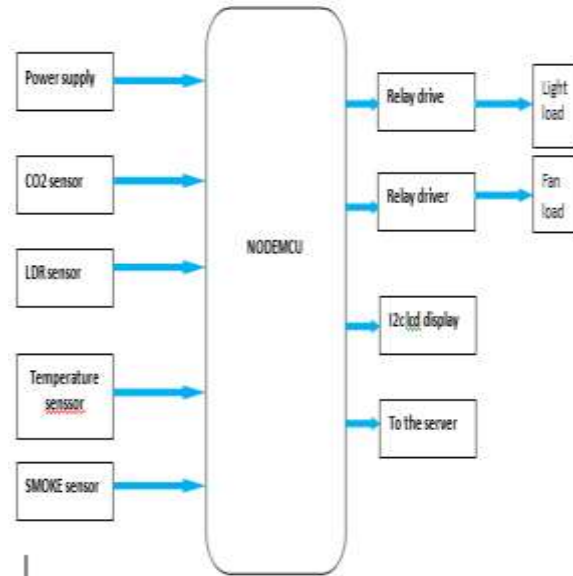 Power supply
CO2 sensor
LDR sensor
Temperature
senssor
SMOKE sensor
NODEMCU
Relay drive
Light
load
Relay driver
Fan
load
I2c lcd display
To the server